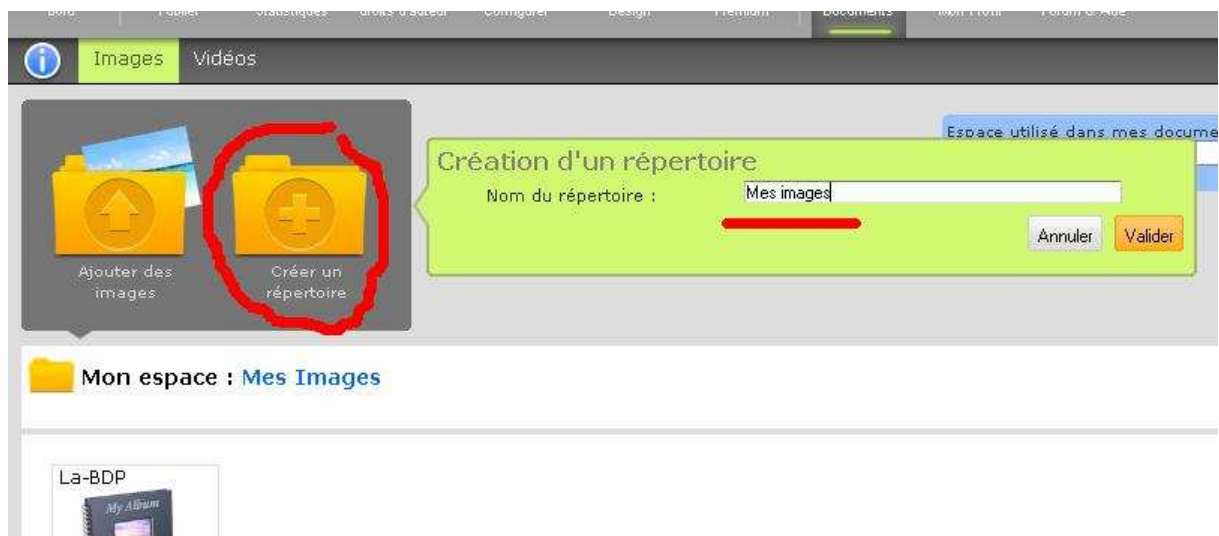 Documents
Images Vidéos
Espace utilisé dans mes docume
Création d'un répertoire
Nom du répertoire : Mes images
Annuler Valider
Ajouter des images
Créer un répertoire
Mon espace : Mes Images
La-BDP
My Album